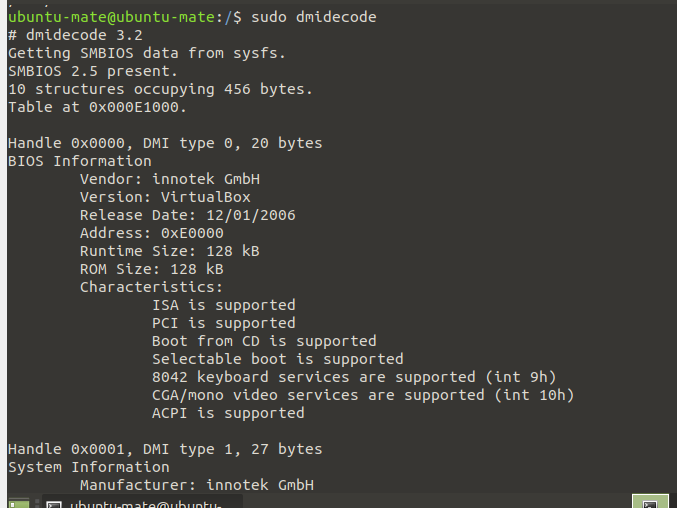 ubuntu-mate@ubuntu-mate:/$ sudo dmidecode
# dmidecode 3.2
Getting SMBIOS data from sysfs.
SMBIOS 2.5 present.
10 structures occupying 456 bytes.
Table at 0x000E1000.
Handle 0x0000, DMI type 0, 20 bytes
BIOS Information
Vendor: innotek GmbH
Version: VirtualBox
Release Date: 12/01/2006
Address: 0xE0000
Runtime Size: 128 kB
ROM Size: 128 kB
Characteristics:
ISA is supported
PCI is supported
Boot from CD is supported
Selectable boot is supported
8042 keyboard services are supported (int 9h)
CGA/mono video services are supported (int 10h)
ACPI is supported
Handle 0x0001, DMI type 1, 27 bytes
System Information
Manufacturer: innotek GmbH
ubuntu-mate@ubuntu-